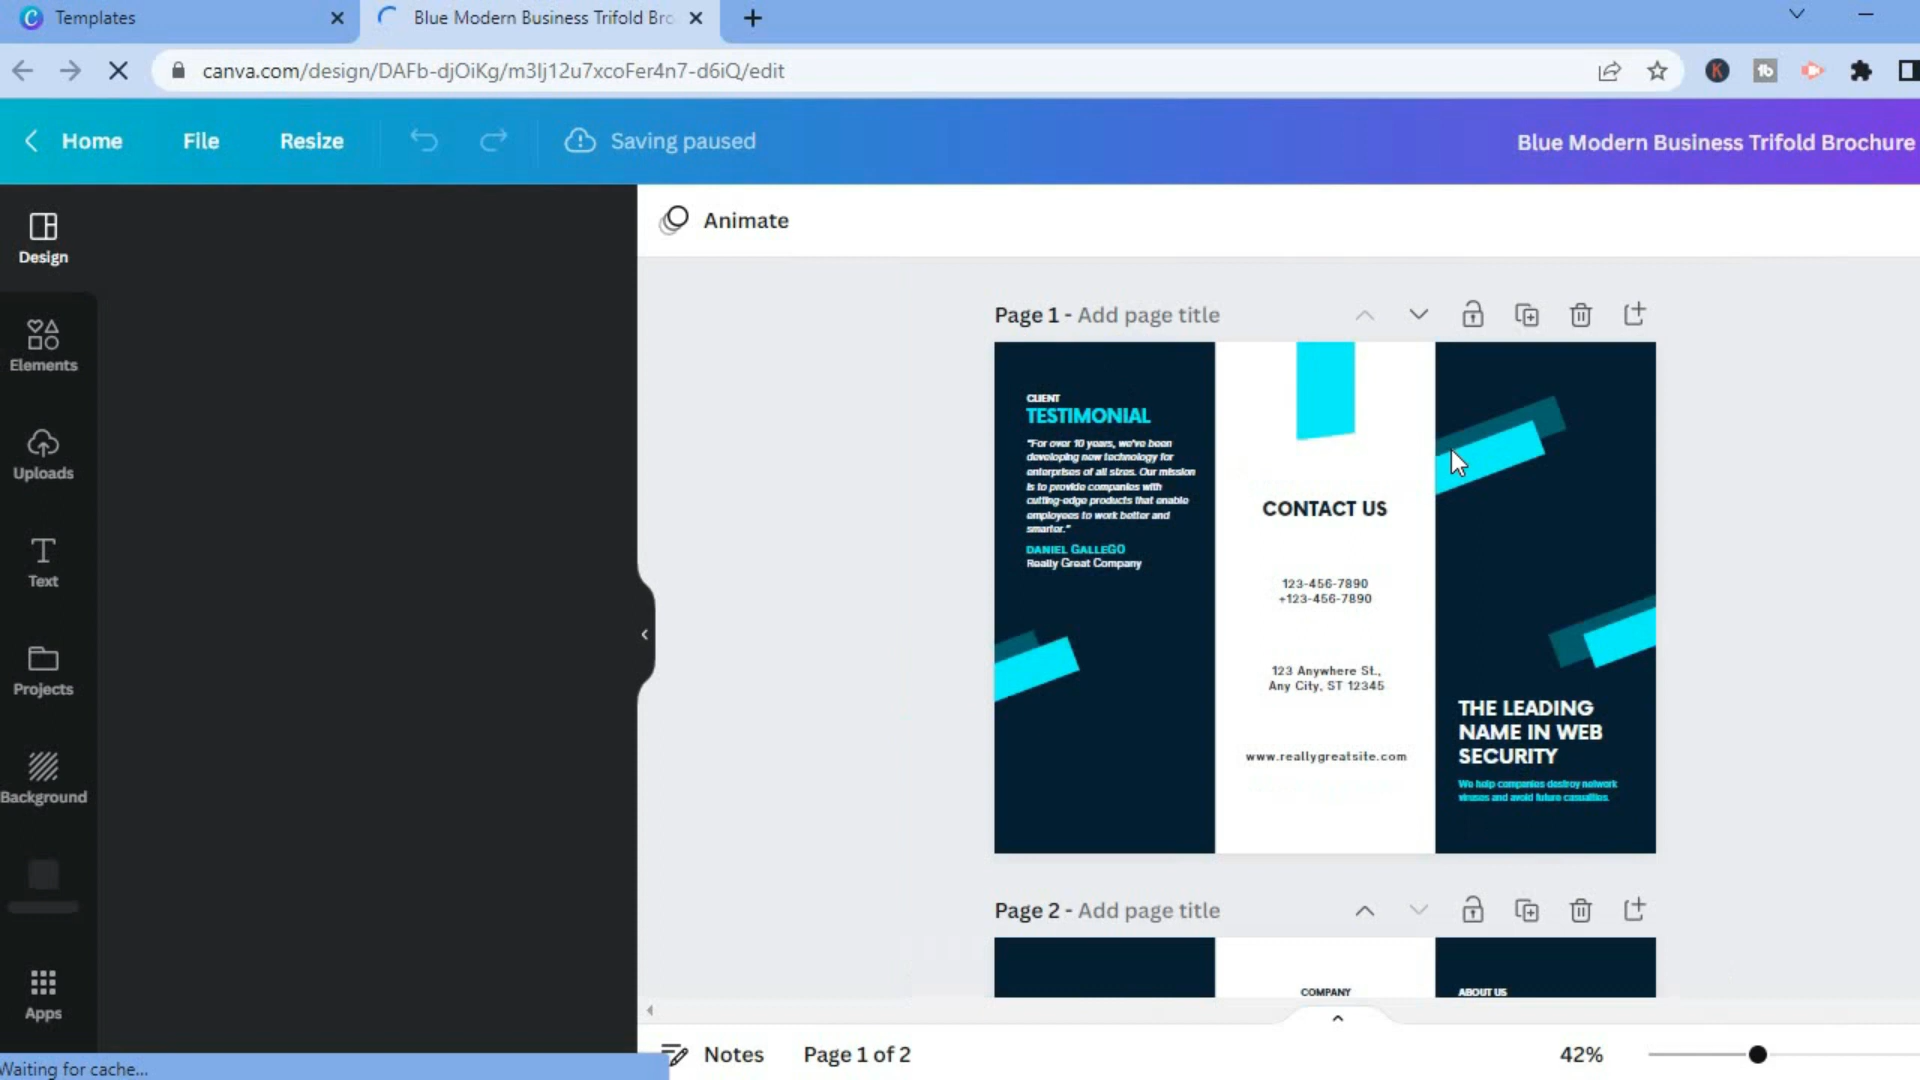 Templates
Blue Modern Business Trifold Bro
canva.com/design/DAFb-djOiKg/m3Ij12u7xcoFer4n7-d6iQ/edit
Home
File
Resize
Saving paused
Blue Modern Business Trifold Brochure
Design
Elements
Uploads
Text
Projects
Background
Apps
Animate
Page 1 - Add page title
CLIENT
TESTIMONIAL
"For over 10 years, we've been
developing new technology for
enterprises of all sizes. Our mission
is to provide companies with
cutting-edge products that enable
employees to work better and
smarter."
DANIEL GALLEGO
Really Great Company
CONTACT US
123-456-7890
+123-456-7890
123 Anywhere St.,
Any City, ST 12345
www.reallygreatsite.com
THE LEADING
NAME IN WEB
SECURITY
We help companies destroy network
viruses and avoid future casualties.
Page 2 - Add page title
COMPANY
ABOUT US
Notes
Page 1 of 2
42%
Waiting for cache...